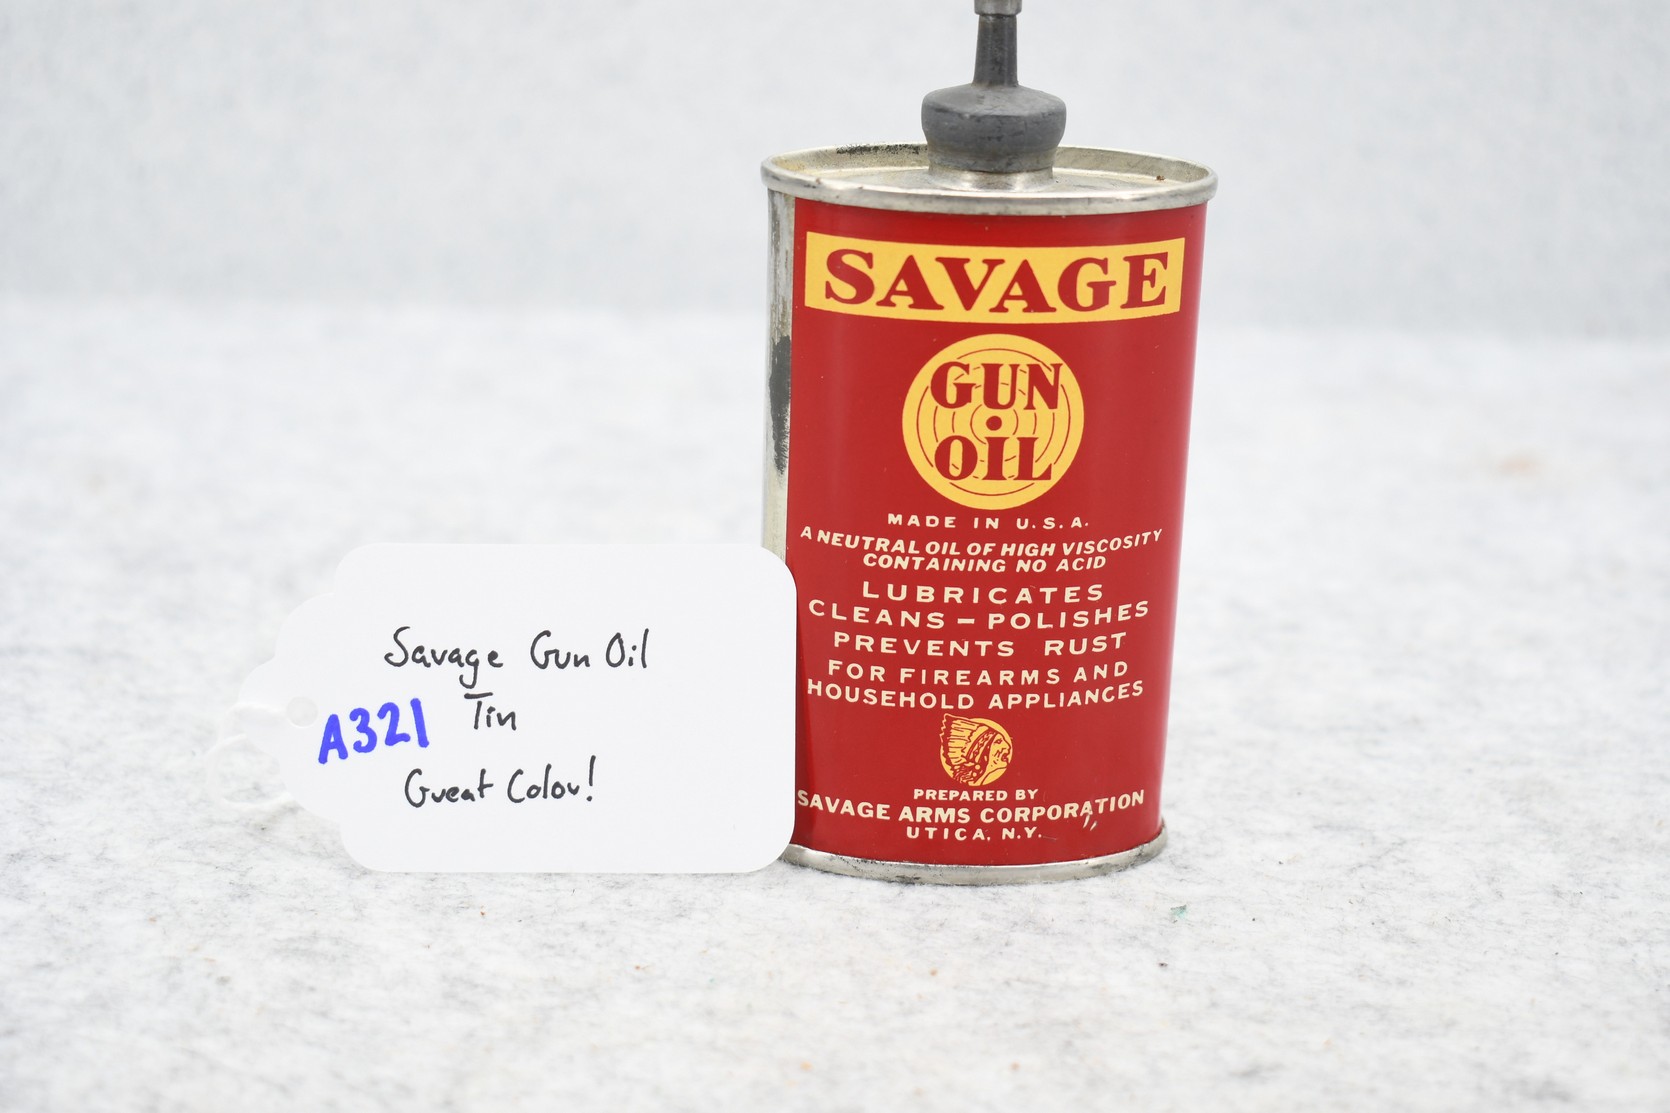 Savage Gun Oil
Tin
A321
Great Color!
SAVAGE
GUN
OIL
MADE IN U.S.A.
A NEUTRAL OIL OF HIGH VISCOSITY
CONTAINING NO ACID
LUBRICATES
CLEANS – POLISHES
PREVENTS RUST
FOR FIREARMS AND
HOUSEHOLD APPLIANCES
PREPARED BY
SAVAGE ARMS CORPORATION
UTICA, N.Y.